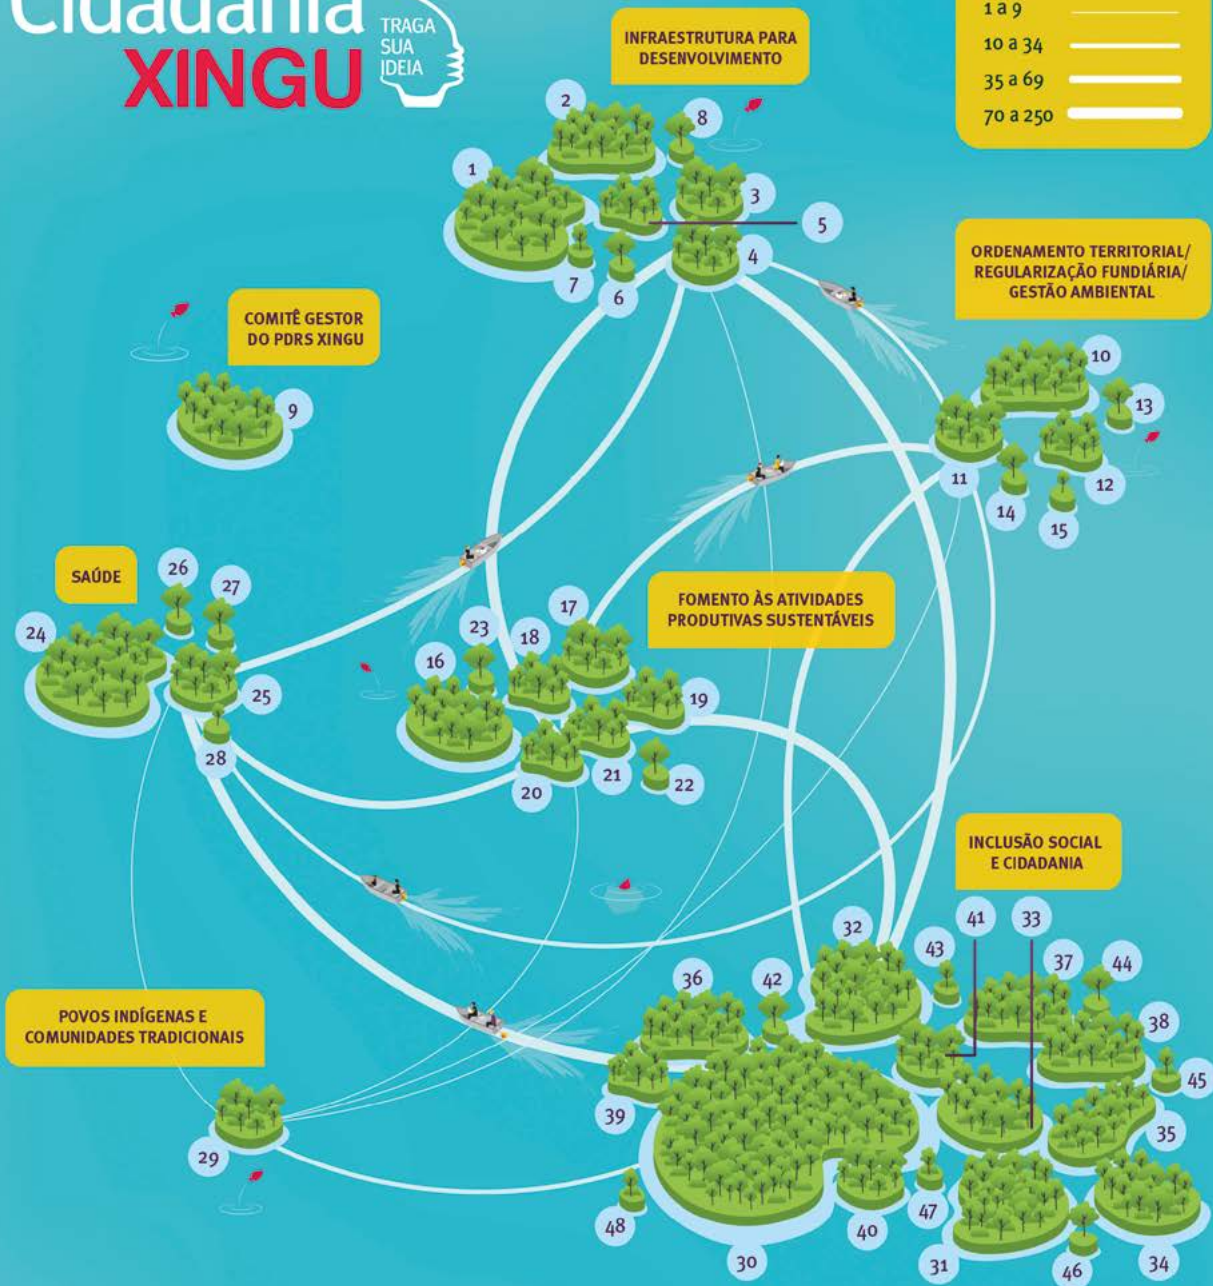 Cidadania
XINGU
TRAGA
SUA
IDEIA
1 a 9
10 a 34
35 a 69
70 a 250
INFRAESTRUTURA PARA
DESENVOLVIMENTO
2
8
1
3
5
4
7
6
ORDENAMENTO TERRITORIAL/
REGULARIZAÇÃO FUNDIÁRIA/
GESTÃO AMBIENTAL
10
13
11
12
14
15
COMITÊ GESTOR
DO PDRS XINGU
9
SAÚDE
26
27
24
25
28
FOMENTO ÀS ATIVIDADES
PRODUTIVAS SUSTENTÁVEIS
17
18
23
16
19
21
22
20
INCLUSÃO SOCIAL
E CIDADANIA
41
33
32
43
37
44
36
42
38
45
39
35
48
47
40
30
31
46
34
POVOS INDÍGENAS E
COMUNIDADES TRADICIONAIS
29